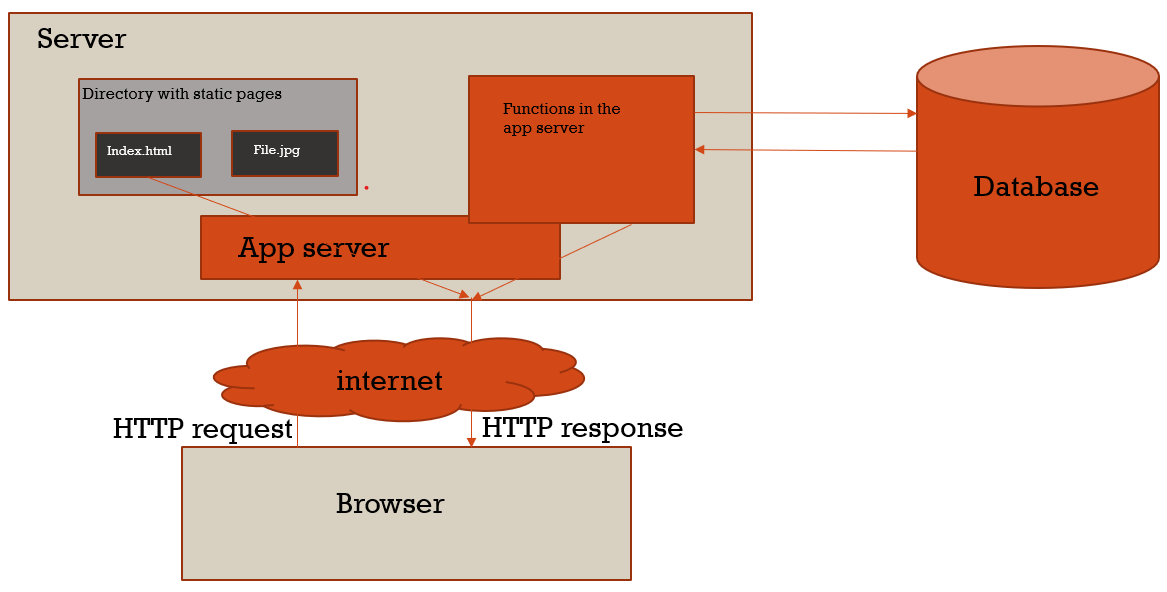 Server
Directory with static pages
Index.html
File.jpg
Functions in the
app server
App server
Database
internet
HTTP request
HTTP response
Browser